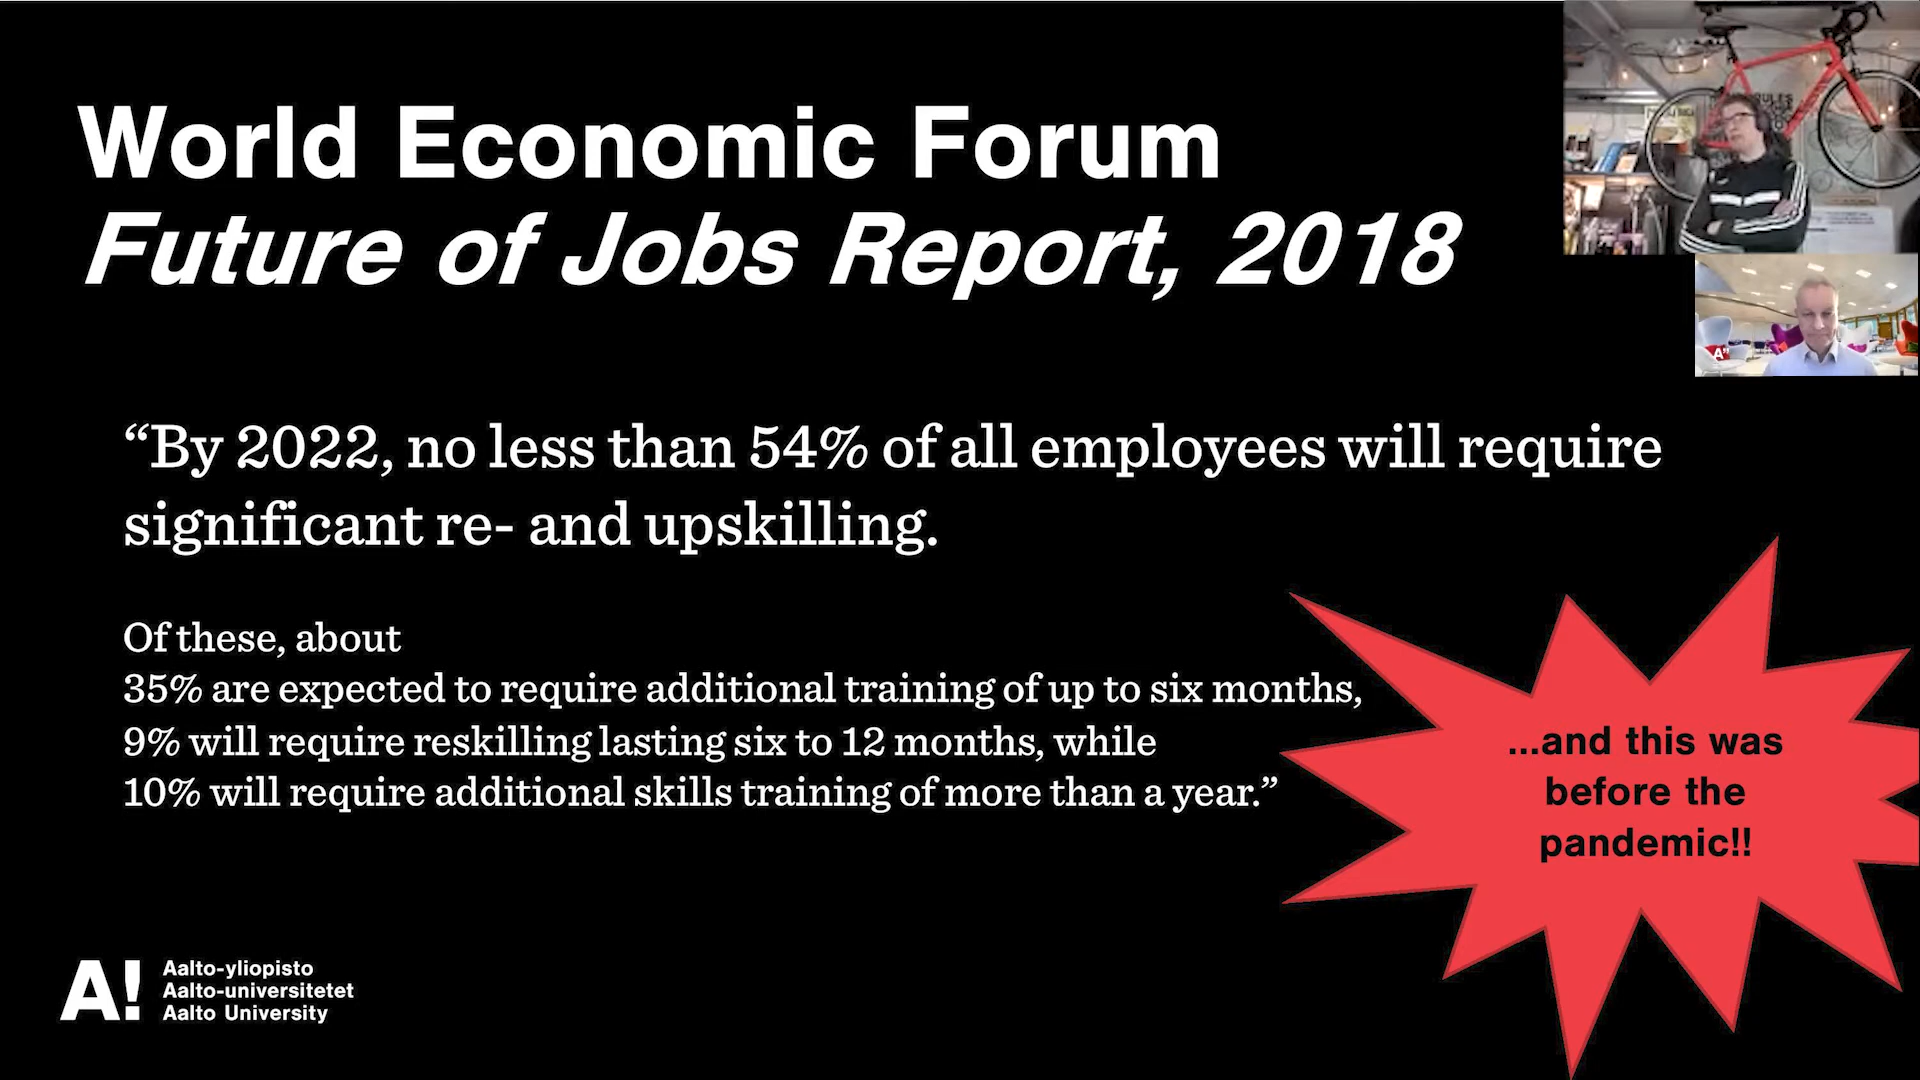 World Economic Forum
Future of Jobs Report, 2018
“By 2022, no less than 54% of all employees will require
significant re- and upskilling.
Of these, about
35% are expected to require additional training of up to six months,
9% will require reskilling lasting six to 12 months, while
10% will require additional skills training of more than a year.”
...and this was
before the
pandemic!!
A!
Aalto-yliopisto
Aalto-universitetet
Aalto University
RULES
A”